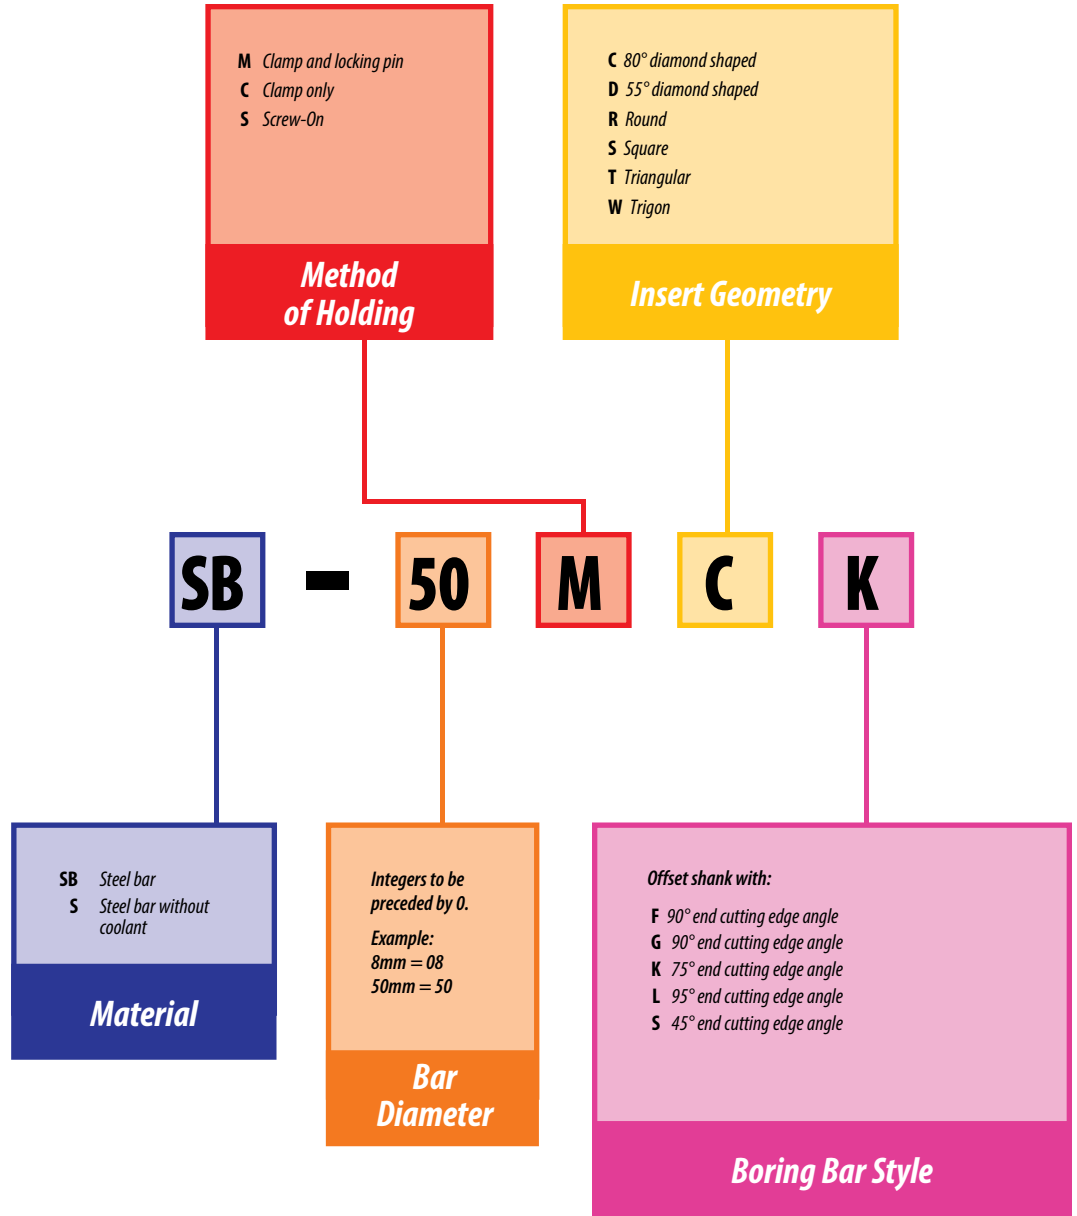 M Clamp and locking pin
C Clamp only
S Screw-On
Method
of Holding
C 80° diamond shaped
D 55° diamond shaped
R Round
S Square
T Triangular
W Trigon
Insert Geometry
SB - 50 M C K
SB Steel bar
S Steel bar without
coolant
Material
Integers to be
preceded by 0.
Example:
8mm = 08
50mm = 50
Bar
Diameter
Offset shank with:
F 90° end cutting edge angle
G 90° end cutting edge angle
K 75° end cutting edge angle
L 95° end cutting edge angle
S 45° end cutting edge angle
Boring Bar Style